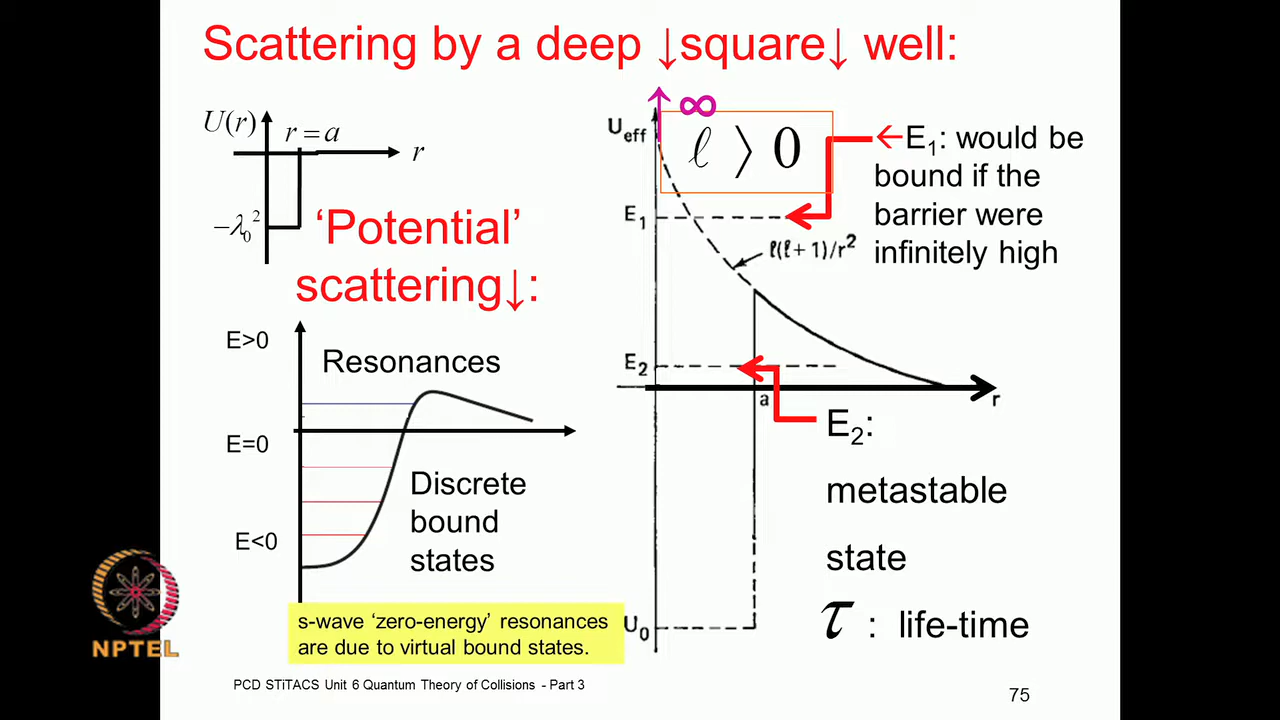 Scattering by a deep ↓square↓ well:
U(r)
r = a
r
−λ₀²
'Potential'
scattering↓:
E>0
Resonances
E=0
Discrete
bound
states
E<0
s-wave 'zero-energy' resonances
are due to virtual bound states.
∞
U_eff
ℓ 〉 0
E₁
ℓ(ℓ+1)/r²
←E₁: would be
bound if the
barrier were
infinitely high
E₂
a
r
E₂:
metastable
state
τ : life-time
U₀
NPTEL
PCD STiTACS Unit 6 Quantum Theory of Collisions - Part 3
75